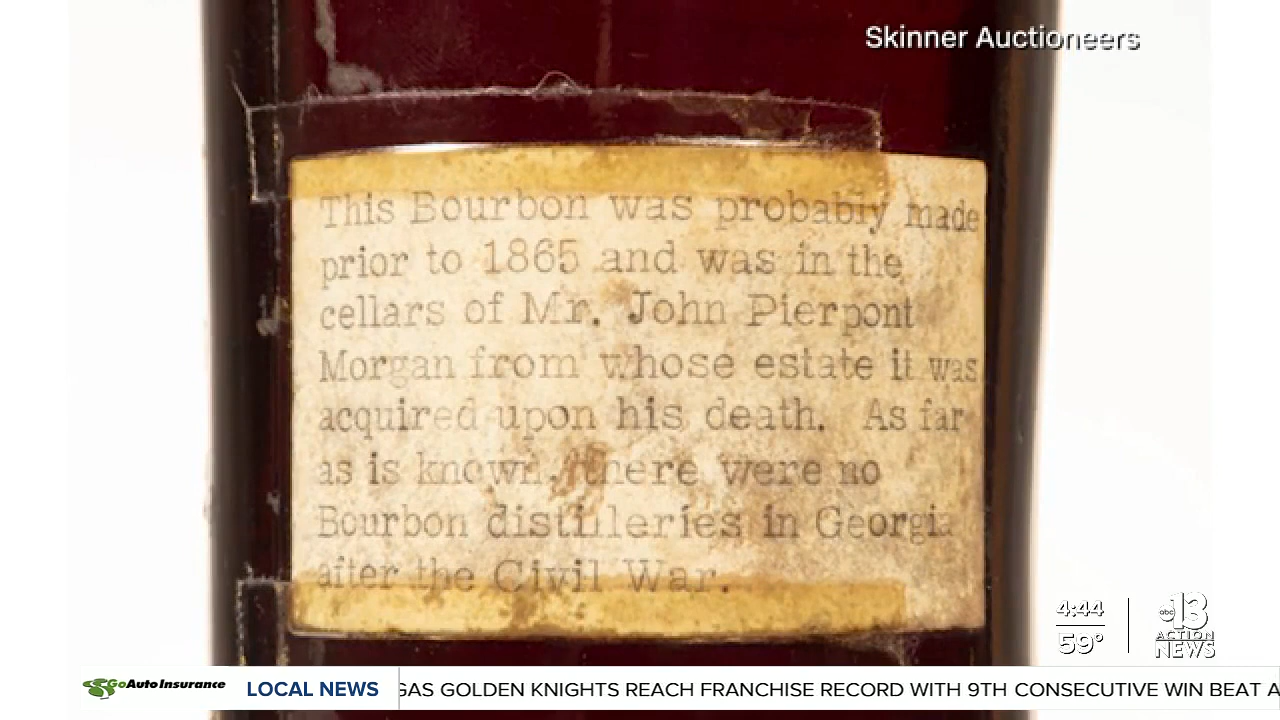 Skinner Auctioneers
This Bourbon was probably made
prior to 1865 and was in the
cellars of Mr. John Pierpont
Morgan from whose estate it was
acquired upon his death. As far
as is known, there were no
Bourbon distilleries in Georgia
after the Civil War.
4:44
59°
abc 13
ACTION
NEWS
GoAuto Insurance LOCAL NEWS GAS GOLDEN KNIGHTS REACH FRANCHISE RECORD WITH 9TH CONSECUTIVE WIN BEAT A